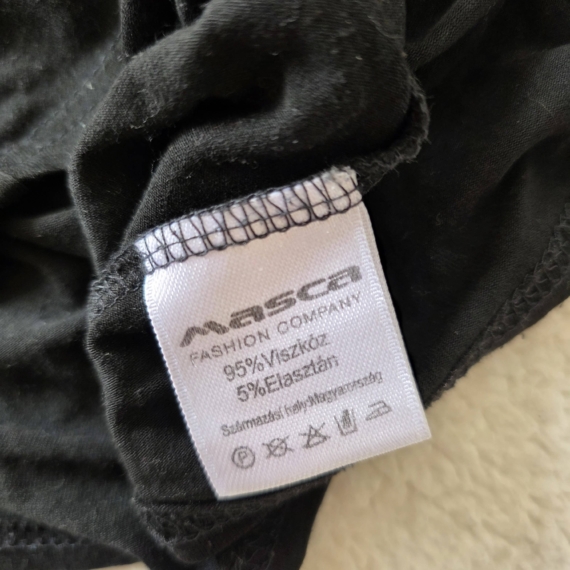 masca
FASHION COMPANY
95%Viszkóz
5%Elasztán
Származási hely:Magyarország
P